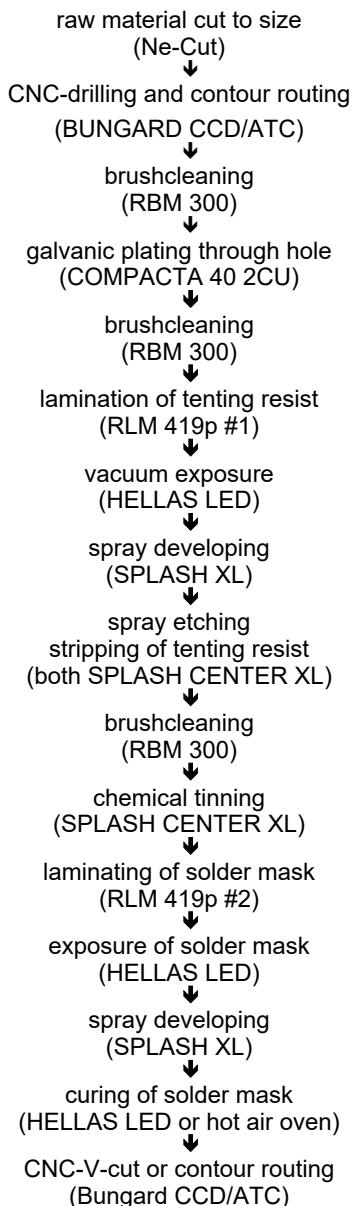 raw material cut to size
(Ne-Cut)
CNC-drilling and contour routing
(BUNGARD CCD/ATC)
brushcleaning
(RBM 300)
galvanic plating through hole
(COMPACTA 40 2CU)
brushcleaning
(RBM 300)
lamination of tenting resist
(RLM 419p #1)
vacuum exposure
(HELLAS LED)
spray developing
(SPLASH XL)
spray etching
stripping of tenting resist
(both SPLASH CENTER XL)
brushcleaning
(RBM 300)
chemical tinning
(SPLASH CENTER XL)
laminating of solder mask
(RLM 419p #2)
exposure of solder mask
(HELLAS LED)
spray developing
(SPLASH XL)
curing of solder mask
(HELLAS LED or hot air oven)
CNC-V-cut or contour routing
(Bungard CCD/ATC)